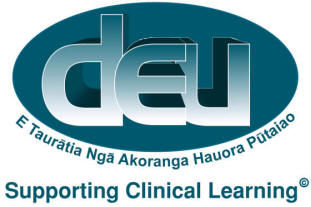 deu
E Taurātia Ngā Akoranga Hauora Pūtaiao
Supporting Clinical Learning©